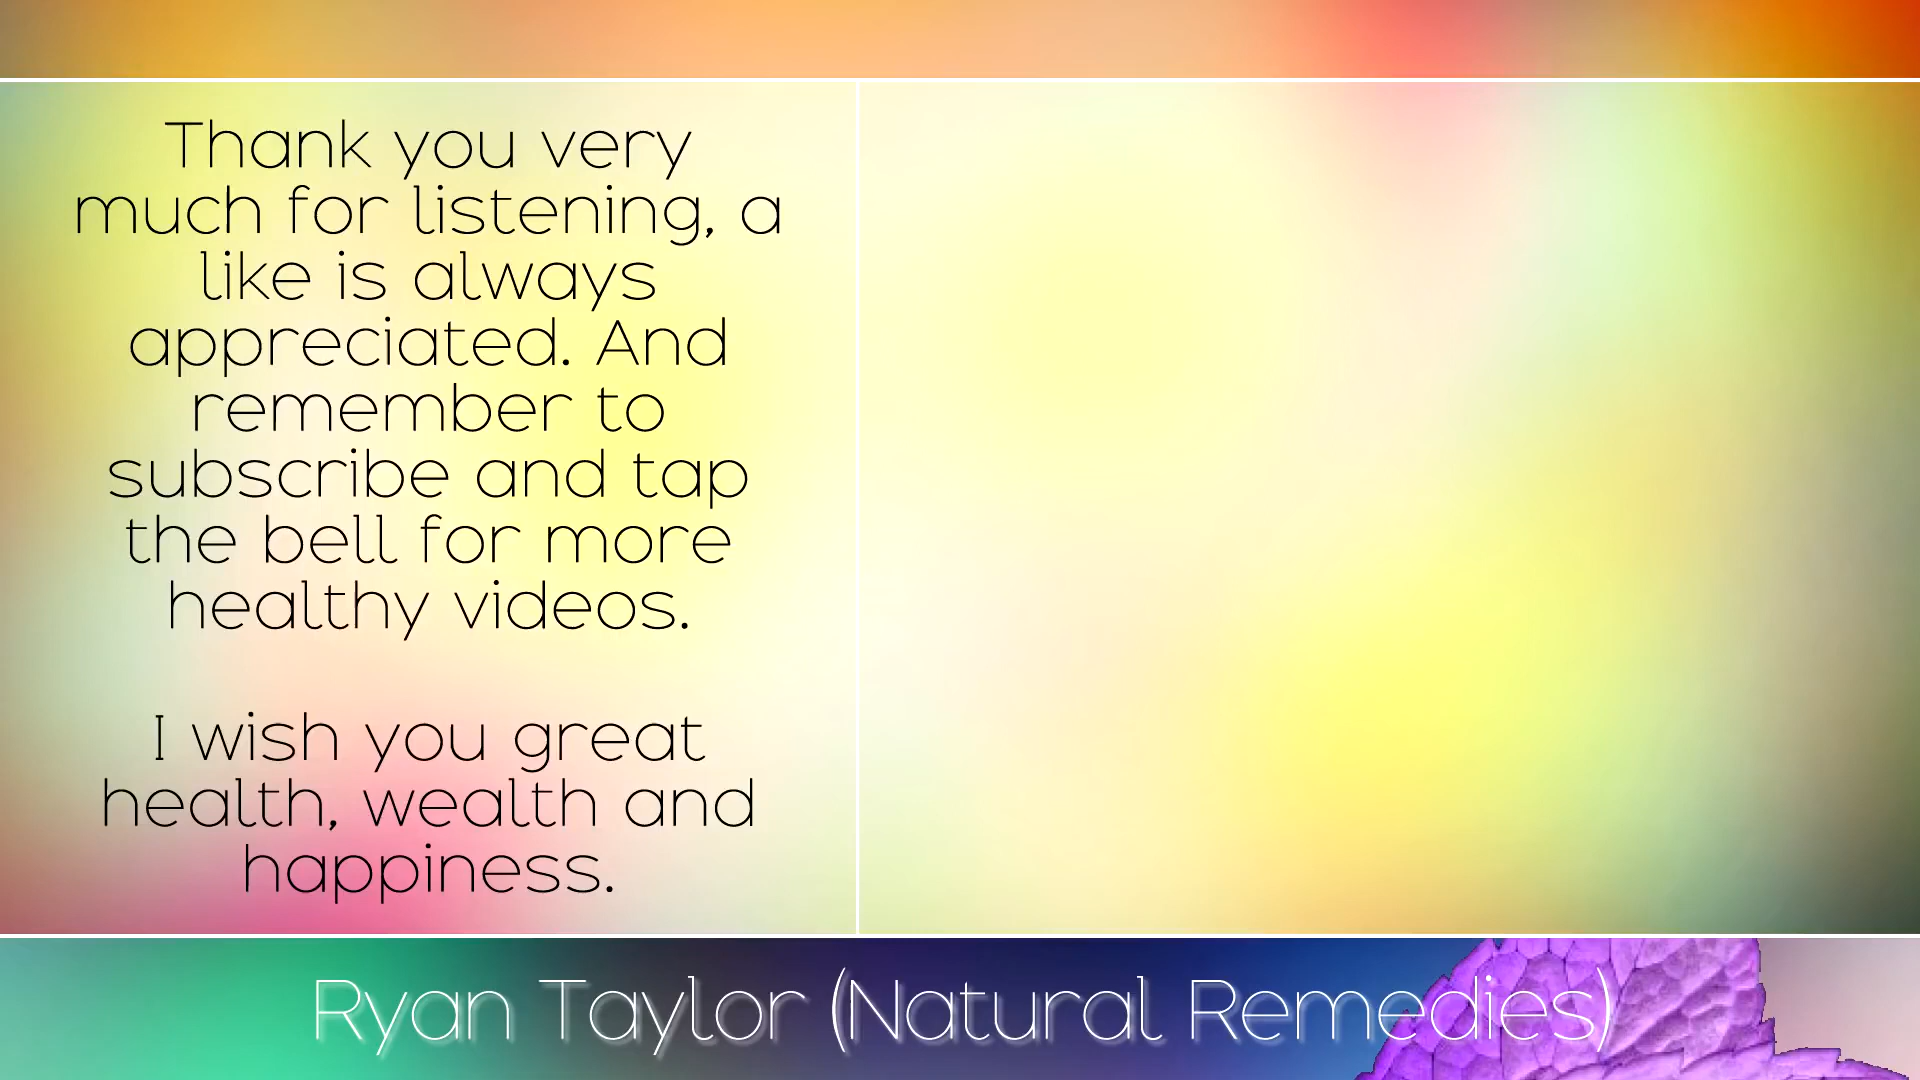 Thank you very
much for listening, a
like is always
appreciated. And
remember to
subscribe and tap
the bell for more
healthy videos.
I wish you great
health, wealth and
happiness.
Ryan Taylor (Natural Remedies)